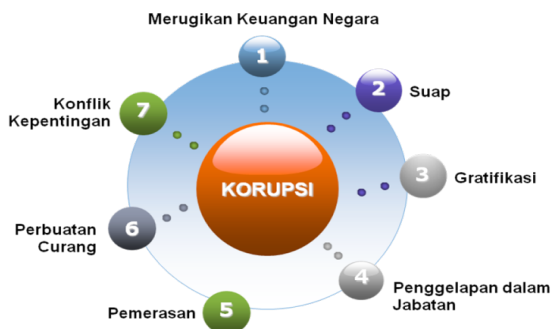 Merugikan Keuangan Negara
1
2
Suap
3
Gratifikasi
4
Penggelapan dalam
Jabatan
5
Pemerasan
6
Perbuatan
Curang
7
Konflik
Kepentingan
KORUPSI